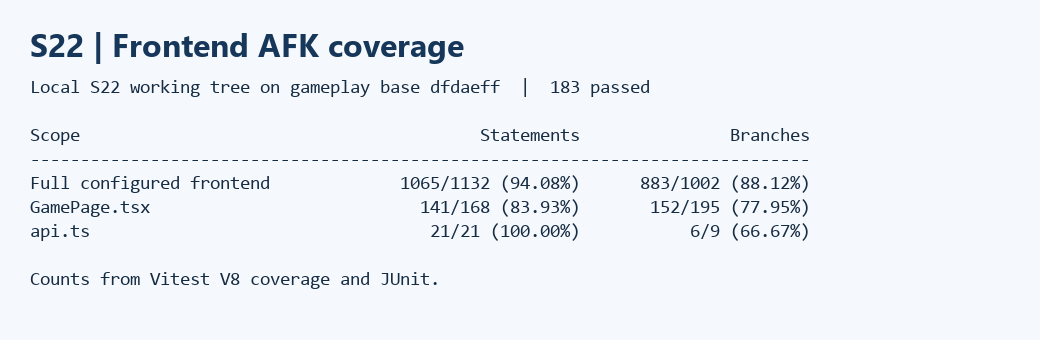 S22 | Frontend AFK coverage
Local S22 working tree on gameplay base dfdaeff | 183 passed
Scope Statements Branches
------------------------------------------------------------------------------
Full configured frontend 1065/1132 (94.08%) 883/1002 (88.12%)
GamePage.tsx 141/168 (83.93%) 152/195 (77.95%)
api.ts 21/21 (100.00%) 6/9 (66.67%)
Counts from Vitest V8 coverage and JUnit.